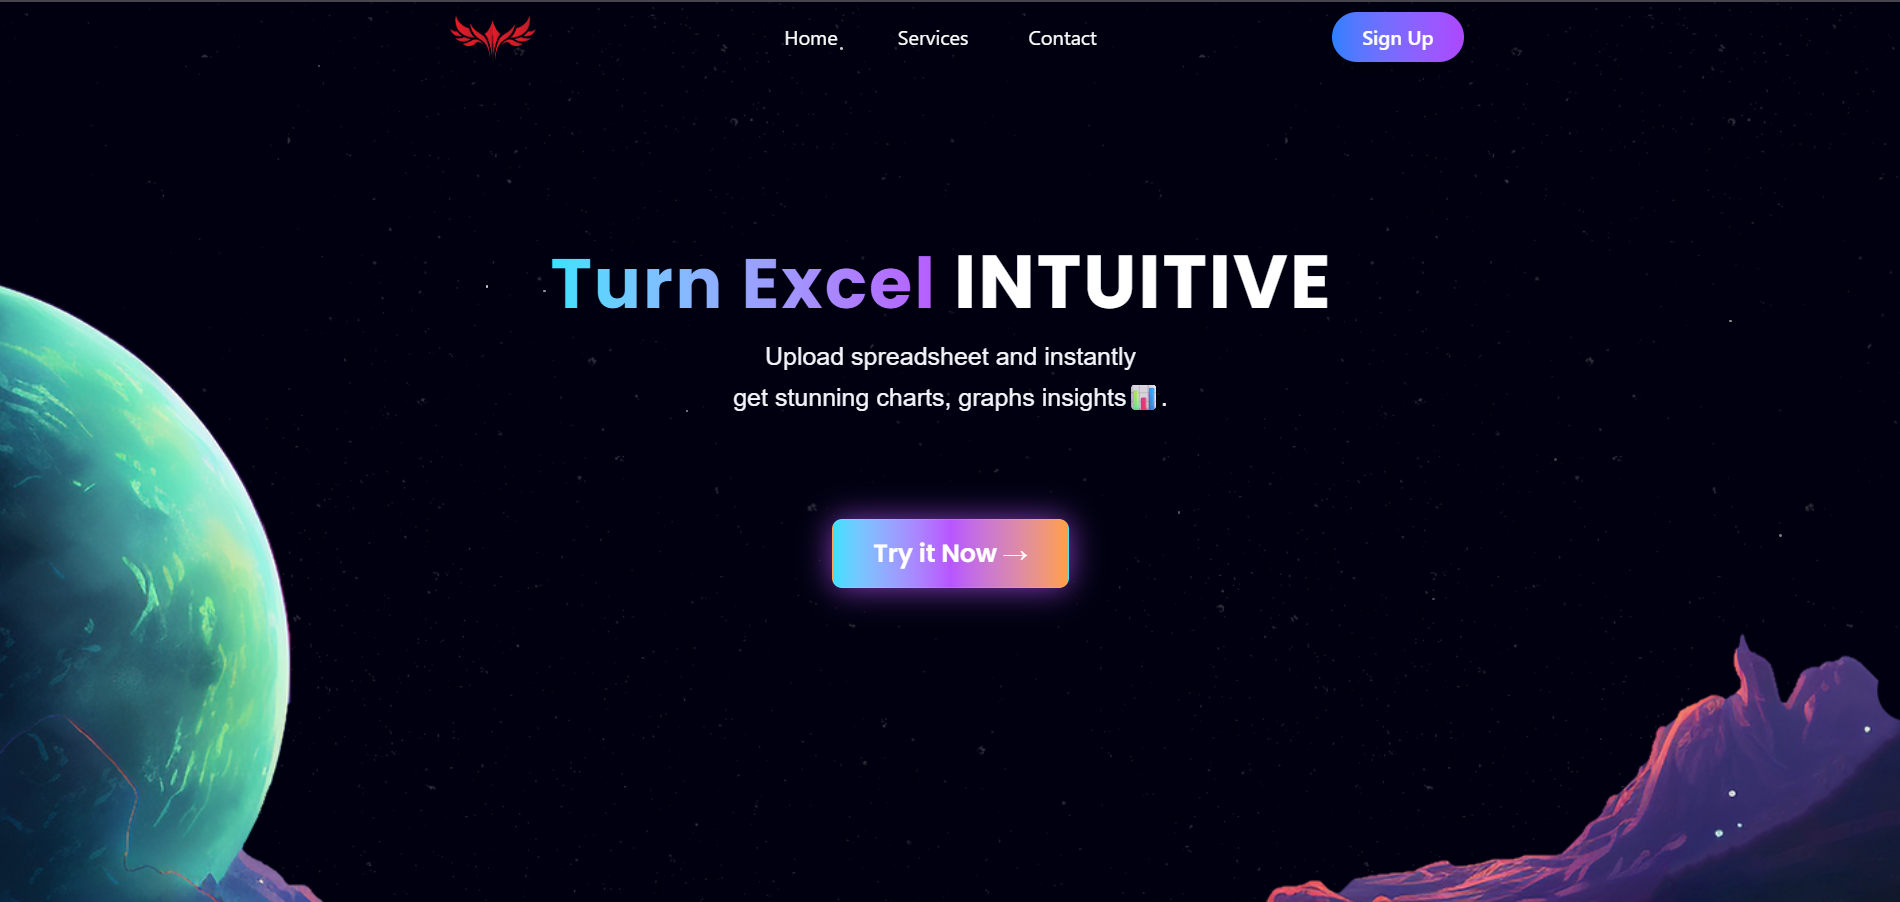 Home
Services
Contact
Sign Up
Turn Excel INTUITIVE
Upload spreadsheet and instantly
get stunning charts, graphs insights📊.
Try it Now →